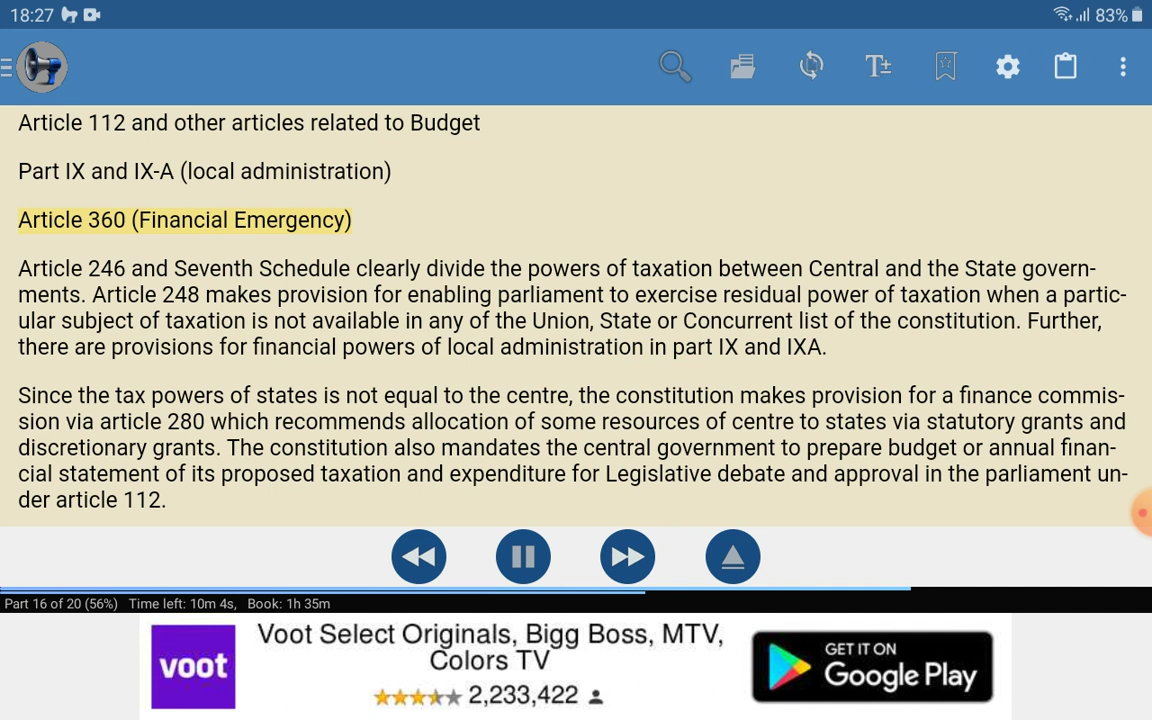 18:27 83%
T±
Article 112 and other articles related to Budget
Part IX and IX-A (local administration)
Article 360 (Financial Emergency)
Article 246 and Seventh Schedule clearly divide the powers of taxation between Central and the State govern-
ments. Article 248 makes provision for enabling parliament to exercise residual power of taxation when a partic-
ular subject of taxation is not available in any of the Union, State or Concurrent list of the constitution. Further,
there are provisions for financial powers of local administration in part IX and IXA.
Since the tax powers of states is not equal to the centre, the constitution makes provision for a finance commis-
sion via article 280 which recommends allocation of some resources of centre to states via statutory grants and
discretionary grants. The constitution also mandates the central government to prepare budget or annual finan-
cial statement of its proposed taxation and expenditure for Legislative debate and approval in the parliament un-
der article 112.
Part 16 of 20 (56%) Time left: 10m 4s, Book: 1h 35m
voot
Voot Select Originals, Bigg Boss, MTV,
Colors TV
2,233,422
GET IT ON
Google Play